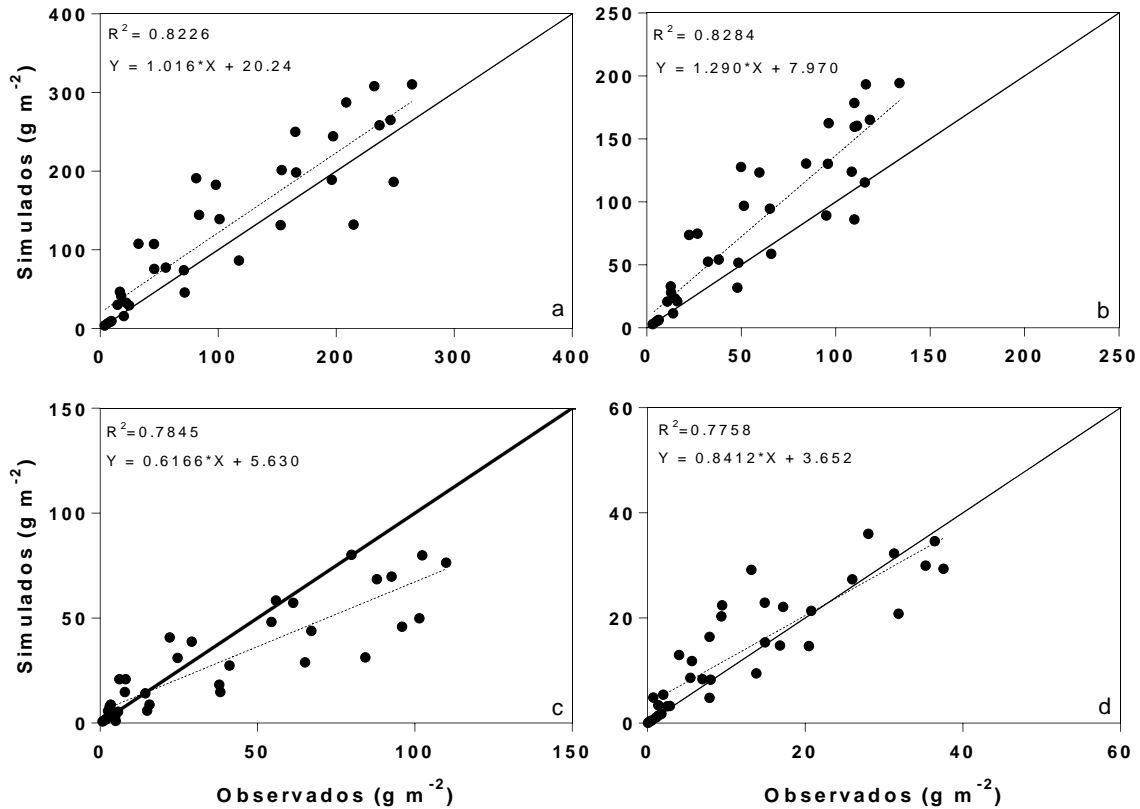 R² = 0.8226
Y = 1.016*X + 20.24
400
300
200
100
0
0 100 200 300 400
Simulados (g m⁻²)
a
R² = 0.8284
Y = 1.290*X + 7.970
250
200
150
100
50
0
0 50 100 150 200 250
b
R²=0.7845
Y = 0.6166*X + 5.630
150
100
50
0
0 50 100 150
Simulados (g m⁻²)
Observados (g m⁻²)
c
R²=0.7758
Y = 0.8412*X + 3.652
60
40
20
0
0 20 40 60
Observados (g m⁻²)
d